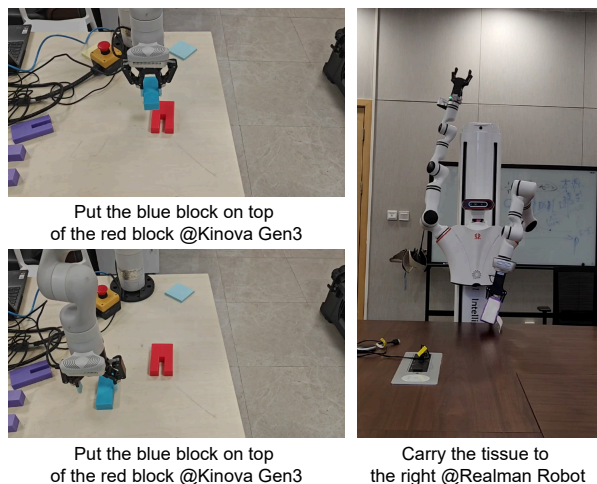 Put the blue block on top
of the red block @Kinova Gen3
Put the blue block on top
of the red block @Kinova Gen3
Intelli
Carry the tissue to
the right @Realman Robot